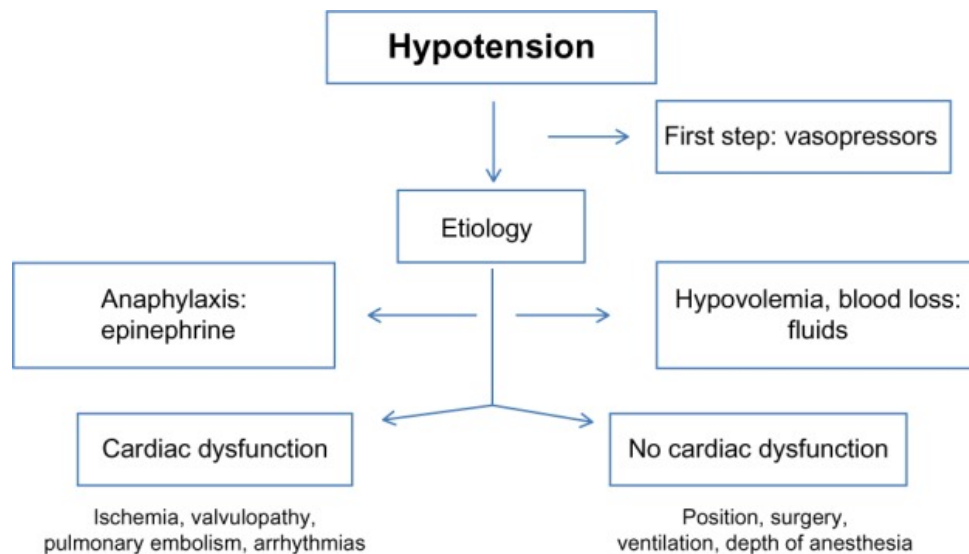 Hypotension
First step: vasopressors
Etiology
Anaphylaxis:
epinephrine
Hypovolemia, blood loss:
fluids
Cardiac dysfunction
No cardiac dysfunction
Ischemia, valvulopathy,
pulmonary embolism, arrhythmias
Position, surgery,
ventilation, depth of anesthesia